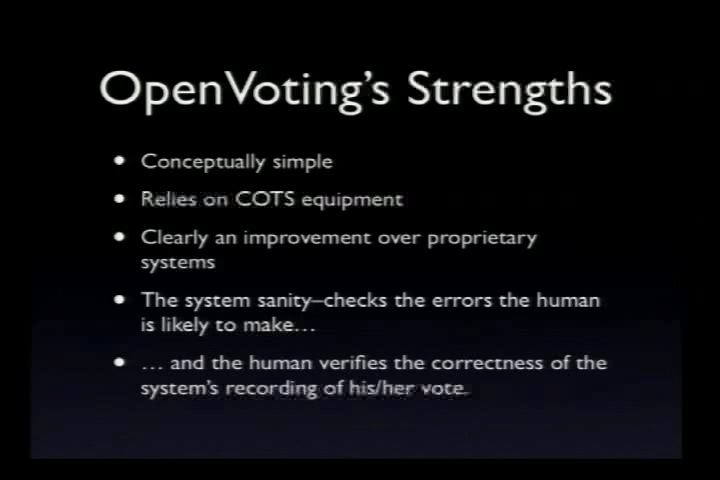 OpenVoting's Strengths
• Conceptually simple
• Relies on COTS equipment
• Clearly an improvement over proprietary
systems
• The system sanity–checks the errors the human
is likely to make…
• … and the human verifies the correctness of the
system's recording of his/her vote.